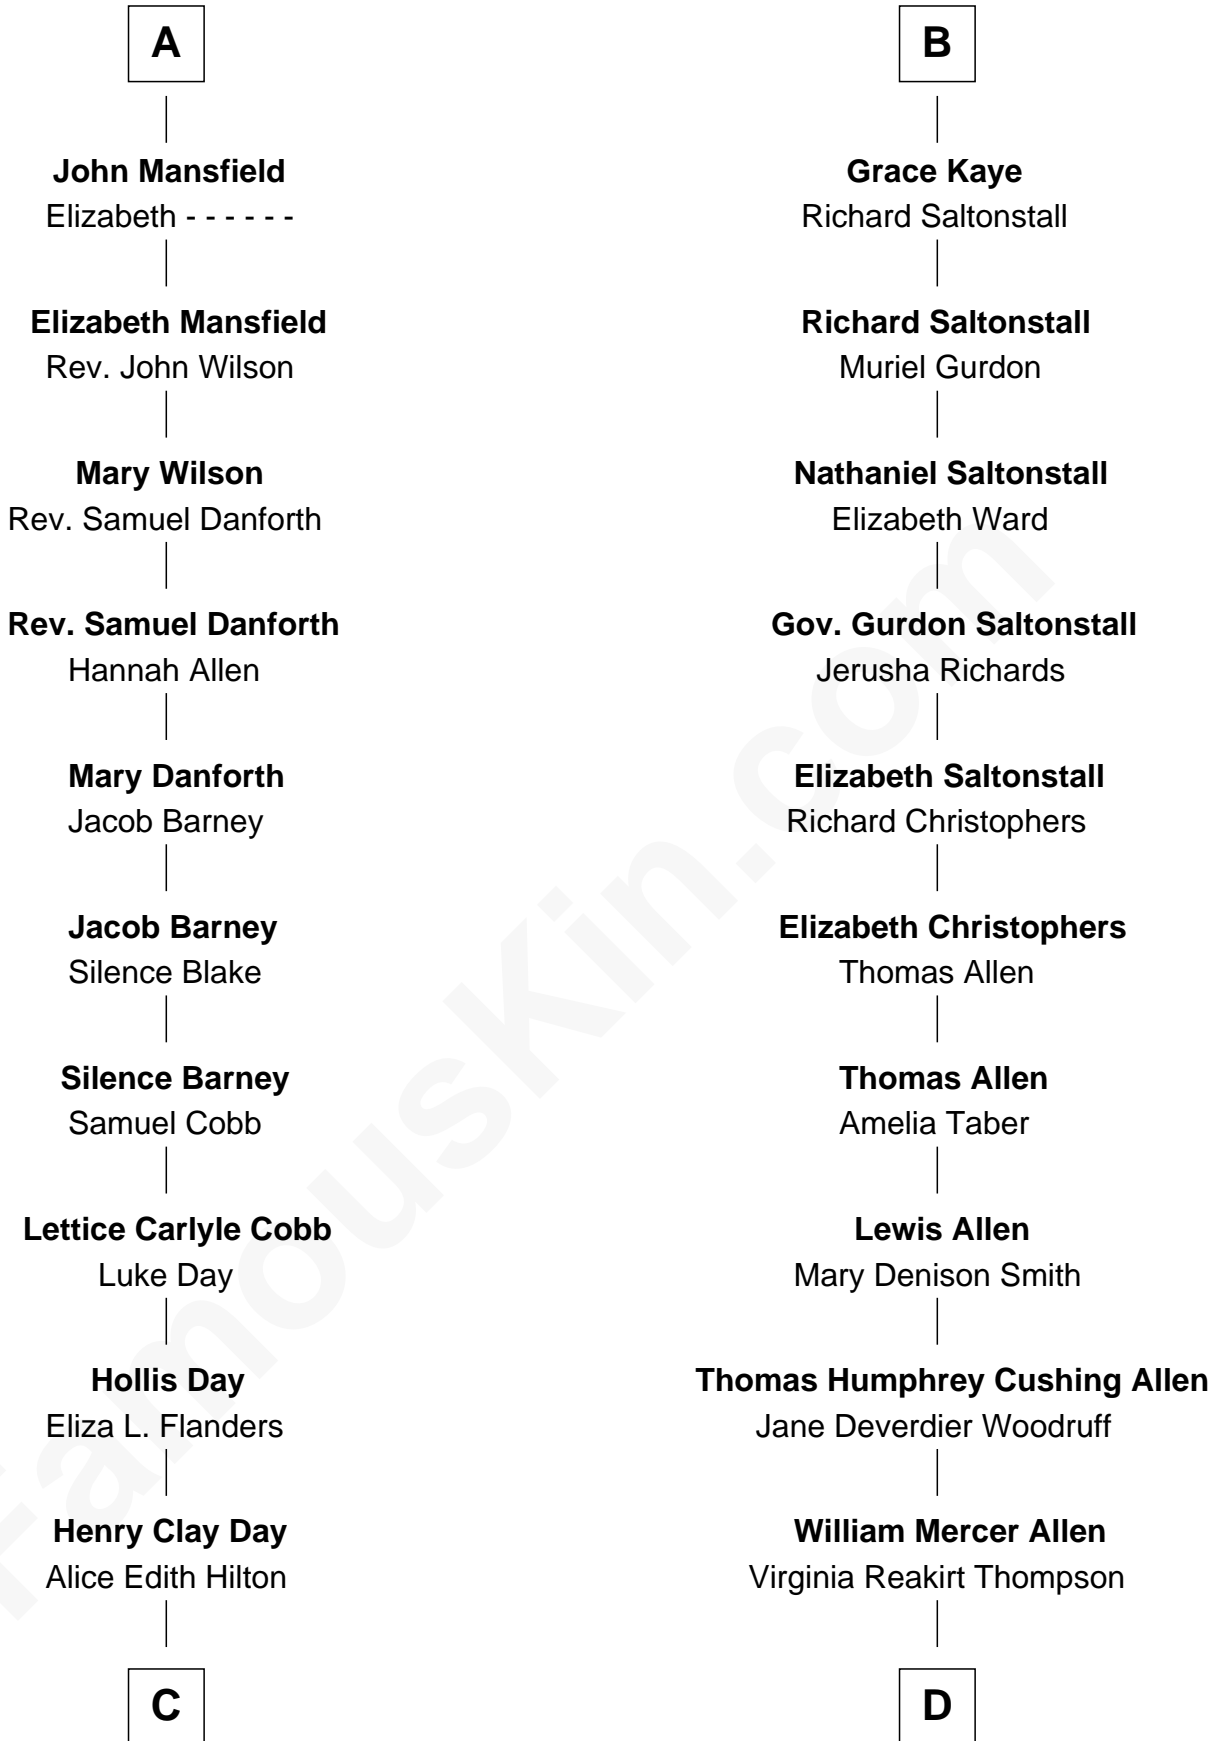 A
John Mansfield
Elizabeth - - - - - -
Elizabeth Mansfield
Rev. John Wilson
Mary Wilson
Rev. Samuel Danforth
Rev. Samuel Danforth
Hannah Allen
Mary Danforth
Jacob Barney
Jacob Barney
Silence Blake
Silence Barney
Samuel Cobb
Lettice Carlyle Cobb
Luke Day
Hollis Day
Eliza L. Flanders
Henry Clay Day
Alice Edith Hilton
C
B
Grace Kaye
Richard Saltonstall
Richard Saltonstall
Muriel Gurdon
Nathaniel Saltonstall
Elizabeth Ward
Gov. Gurdon Saltonstall
Jerusha Richards
Elizabeth Saltonstall
Richard Christophers
Elizabeth Christophers
Thomas Allen
Thomas Allen
Amelia Taber
Lewis Allen
Mary Denison Smith
Thomas Humphrey Cushing Allen
Jane Deverdier Woodruff
William Mercer Allen
Virginia Reakirt Thompson
D
FamousKin.com